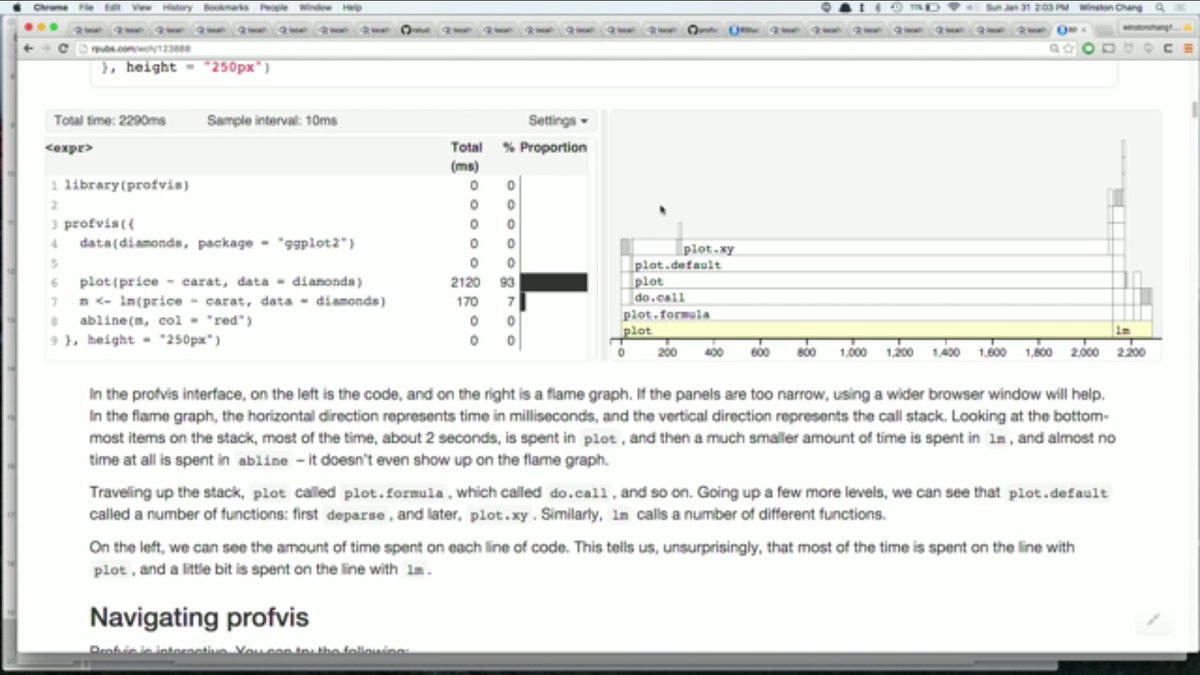 Chrome File Edit View History Bookmarks People Window Help
Sun Jan 31 2:03 PM Winston Chang
rpubs.com/wch/123888
}, height = "250px")
Total time: 2290ms Sample interval: 10ms Settings
<expr> Total (ms) % Proportion
1 library(profvis) 0 0
2 0 0
3 profvis({ 0 0
4 data(diamonds, package = "ggplot2") 0 0
5 0 0
6 plot(price ~ carat, data = diamonds) 2120 93
7 m <- lm(price ~ carat, data = diamonds) 170 7
8 abline(m, col = "red") 0 0
9 }, height = "250px") 0 0
plot.xy
plot.default
plot
do.call
plot.formula
plot lm
0 200 400 600 800 1,000 1,200 1,400 1,600 1,800 2,000 2,200
In the profvis interface, on the left is the code, and on the right is a flame graph. If the panels are too narrow, using a wider browser window will help.
In the flame graph, the horizontal direction represents time in milliseconds, and the vertical direction represents the call stack. Looking at the bottom-
most items on the stack, most of the time, about 2 seconds, is spent in plot , and then a much smaller amount of time is spent in lm , and almost no
time at all is spent in abline – it doesn't even show up on the flame graph.
Traveling up the stack, plot called plot.formula , which called do.call , and so on. Going up a few more levels, we can see that plot.default
called a number of functions: first deparse , and later, plot.xy . Similarly, lm calls a number of different functions.
On the left, we can see the amount of time spent on each line of code. This tells us, unsurprisingly, that most of the time is spent on the line with
plot , and a little bit is spent on the line with lm .
Navigating profvis
Profvis is interactive. You can try the following: